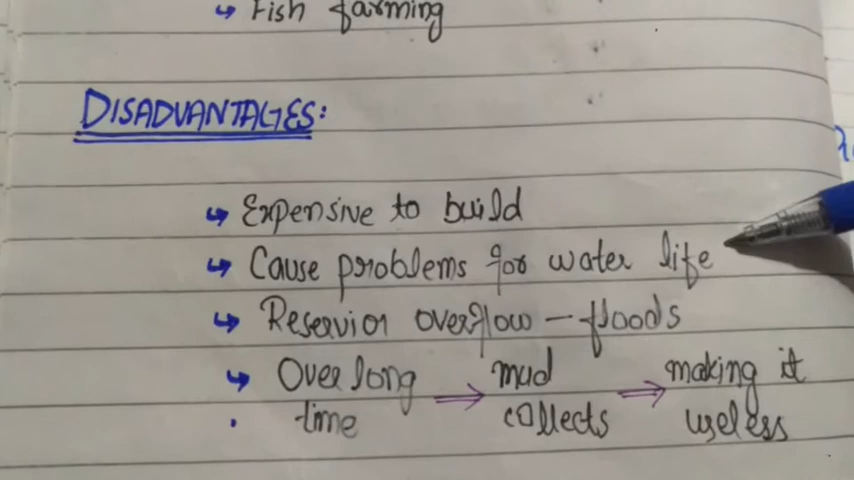 ↳ Fish farming
DISADVANTAGES:
↳ Expensive to build
↳ Cause problems for water life
↳ Reservior overflow - floods
↳ Over long time ⇒ mud collects ⇒ making it useless